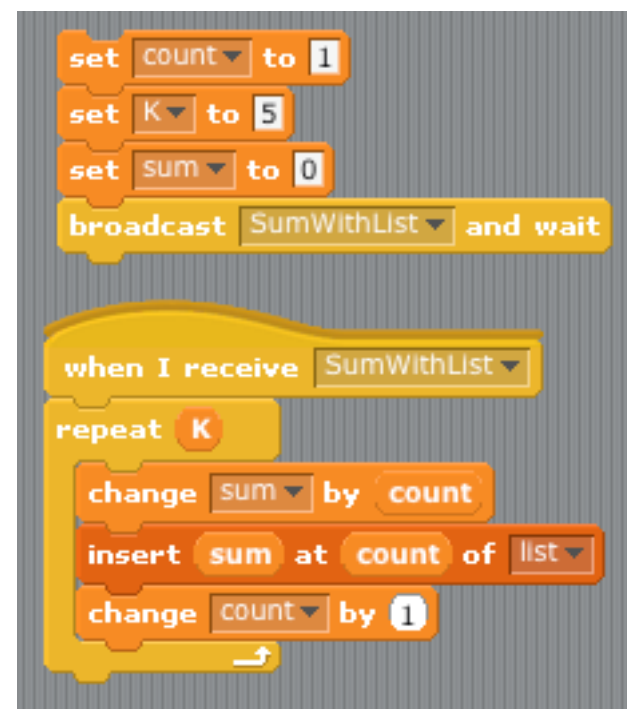 set count to 1
set K to 5
set sum to 0
broadcast SumWithList and wait
when I receive SumWithList
repeat K
change sum by count
insert sum at count of list
change count by 1